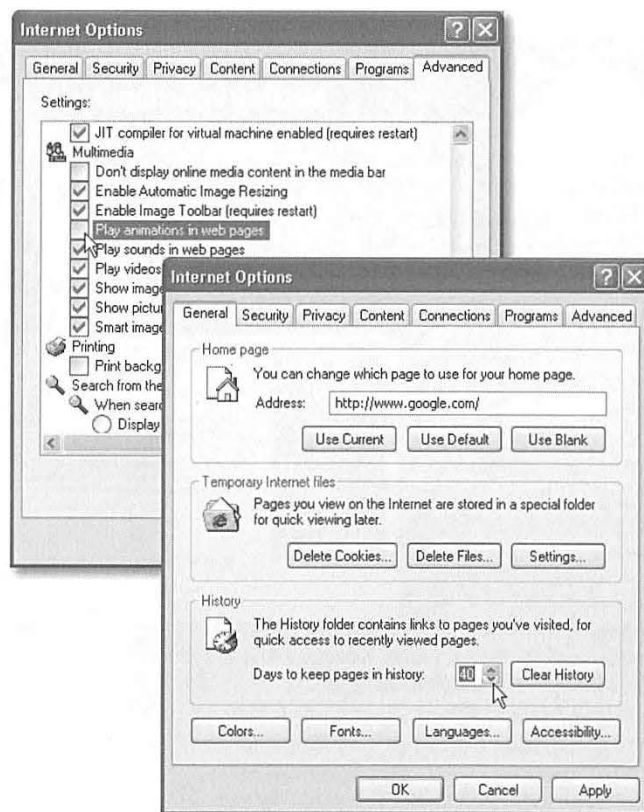 Internet Options
General Security Privacy Content Connections Programs Advanced
Settings:
JIT compiler for virtual machine enabled (requires restart)
Multimedia
Don't display online media content in the media bar
Enable Automatic Image Resizing
Enable Image Toolbar (requires restart)
Play animations in web pages
Play sounds in web pages
Play videos
Show imag
Show pictur
Smart image
Printing
Print backg
Search from the
When searc
Display
Internet Options
General Security Privacy Content Connections Programs Advanced
Home page
You can change which page to use for your home page.
Address: http://www.google.com/
Use Current Use Default Use Blank
Temporary Internet files
Pages you view on the Internet are stored in a special folder
for quick viewing later.
Delete Cookies... Delete Files... Settings...
History
The History folder contains links to pages you've visited, for
quick access to recently viewed pages.
Days to keep pages in history: 40 Clear History
Colors... Fonts... Languages... Accessibility...
OK Cancel Apply